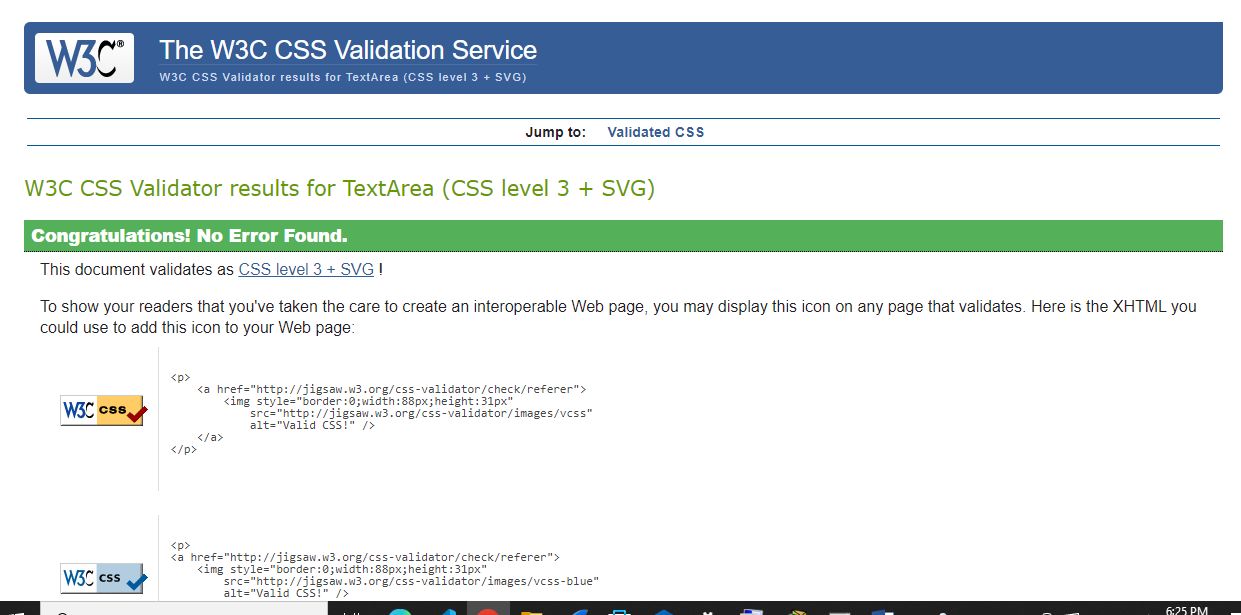 W3C®
The W3C CSS Validation Service
W3C CSS Validator results for TextArea (CSS level 3 + SVG)
Jump to: Validated CSS
W3C CSS Validator results for TextArea (CSS level 3 + SVG)
Congratulations! No Error Found.
This document validates as CSS level 3 + SVG !
To show your readers that you've taken the care to create an interoperable Web page, you may display this icon on any page that validates. Here is the XHTML you
could use to add this icon to your Web page:
W3C css
<p>
<a href="http://jigsaw.w3.org/css-validator/check/referer">
<img style="border:0;width:88px;height:31px"
src="http://jigsaw.w3.org/css-validator/images/vcss"
alt="Valid CSS!" />
</a>
</p>
W3C css
<p>
<a href="http://jigsaw.w3.org/css-validator/check/referer">
<img style="border:0;width:88px;height:31px"
src="http://jigsaw.w3.org/css-validator/images/vcss-blue"
alt="Valid CSS!" />
6:25 PM